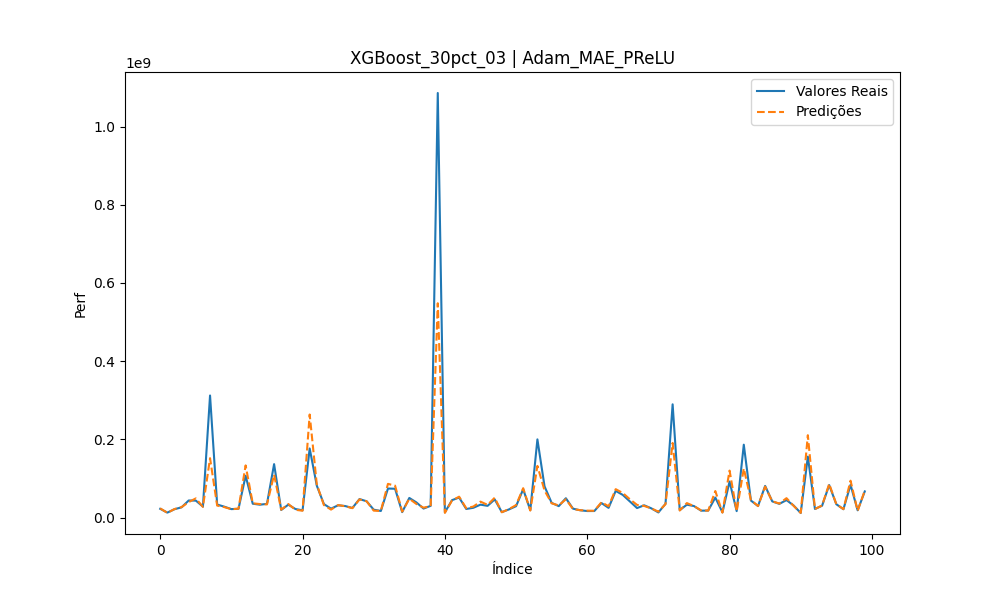 XGBoost_30pct_03 | Adam_MAE_PReLU
1e9
Valores Reais
Predições
1.0
0.8
0.6
0.4
0.2
0.0
Perf
0 20 40 60 80 100
Índice